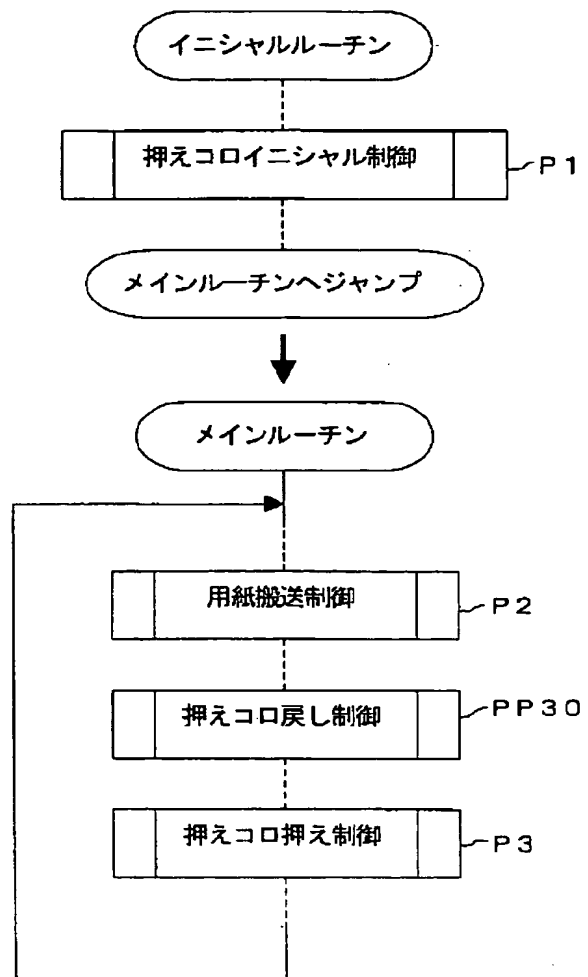 イニシャルルーチン
押えコロイニシャル制御
P1
メインルーチンへジャンプ
メインルーチン
用紙搬送制御
P2
押えコロ戻し制御
PP30
押えコロ押え制御
P3